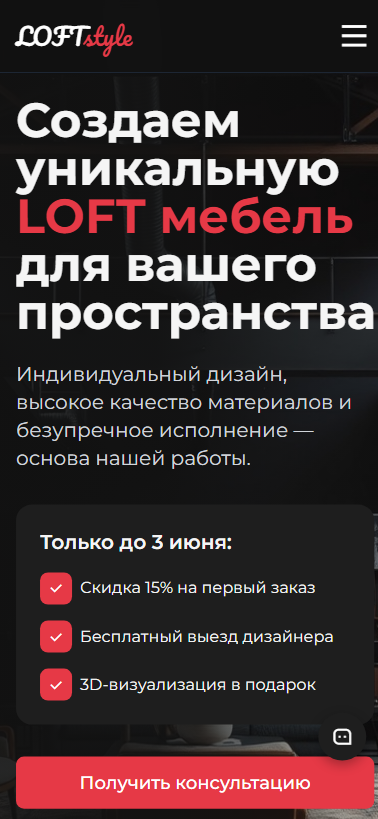 LOFTstyle
Создаем
уникальную
LOFT мебель
для вашего
пространства
Индивидуальный дизайн,
высокое качество материалов и
безупречное исполнение —
основа нашей работы.
Только до 3 июня:
Скидка 15% на первый заказ
Бесплатный выезд дизайнера
3D-визуализация в подарок
Получить консультацию